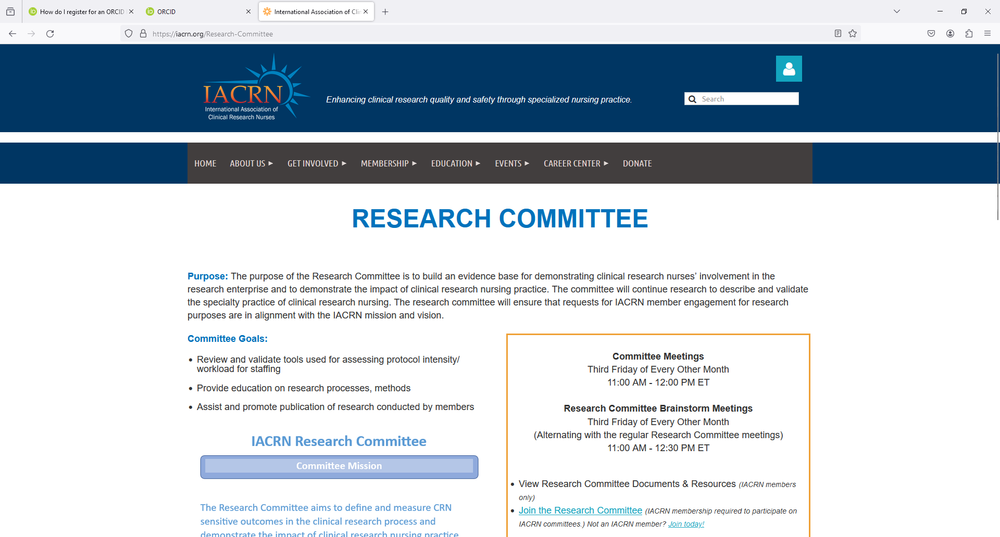 How do I register for an ORCID
ORCID
International Association of Cli
https://iacrn.org/Research-Committee
IACRN
International Association of
Clinical Research Nurses
Enhancing clinical research quality and safety through specialized nursing practice.
Search
HOME ABOUT US GET INVOLVED MEMBERSHIP EDUCATION EVENTS CAREER CENTER DONATE
RESEARCH COMMITTEE
Purpose: The purpose of the Research Committee is to build an evidence base for demonstrating clinical research nurses’ involvement in the
research enterprise and to demonstrate the impact of clinical research nursing practice. The committee will continue research to describe and validate
the specialty practice of clinical research nursing. The research committee will ensure that requests for IACRN member engagement for research
purposes are in alignment with the IACRN mission and vision.
Committee Goals:
• Review and validate tools used for assessing protocol intensity/
workload for staffing
• Provide education on research processes, methods
• Assist and promote publication of research conducted by members
IACRN Research Committee
Committee Mission
The Research Committee aims to define and measure CRN
sensitive outcomes in the clinical research process and
demonstrate the impact of clinical research nursing practice
Committee Meetings
Third Friday of Every Other Month
11:00 AM - 12:00 PM ET
Research Committee Brainstorm Meetings
Third Friday of Every Other Month
(Alternating with the regular Research Committee meetings)
11:00 AM - 12:30 PM ET
• View Research Committee Documents & Resources (IACRN members
only)
• Join the Research Committee (IACRN membership required to participate on
IACRN committees.) Not an IACRN member? Join today!